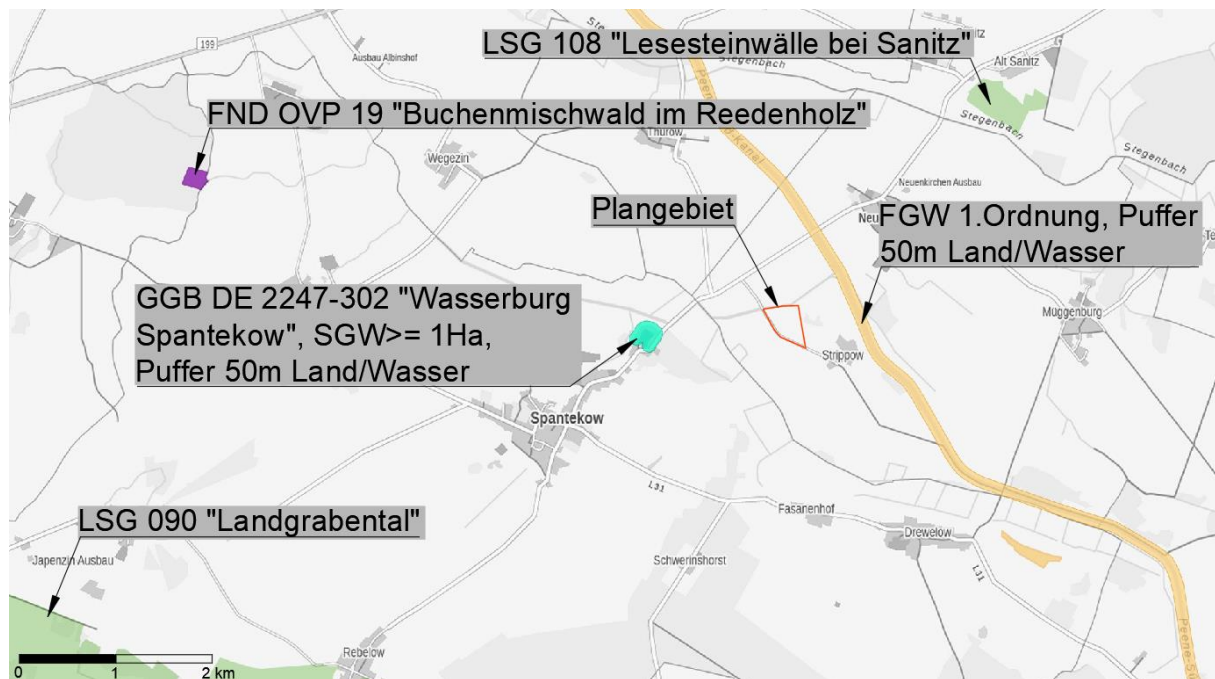 LSG 108 "Lesesteinwälle bei Sanitz"
199
Ausbau Albinshof
Alt Sanitz
Stegenbach
FND OVP 19 "Buchenmischwald im Reedenholz"
Thurow
Stegenbach
Stegenbach
Wegezin
Neuenkirchen Ausbau
Plangebiet
FGW 1.Ordnung, Puffer
50m Land/Wasser
GGB DE 2247-302 "Wasserburg
Spantekow", SGW>= 1Ha,
Puffer 50m Land/Wasser
Müggenburg
Strippow
Spantekow
L31
LSG 090 "Landgrabental"
Fasanenhof
Drewelow
Japenzin Ausbau
Schwerinshorst
L31
Rebelow
0 1 2 km